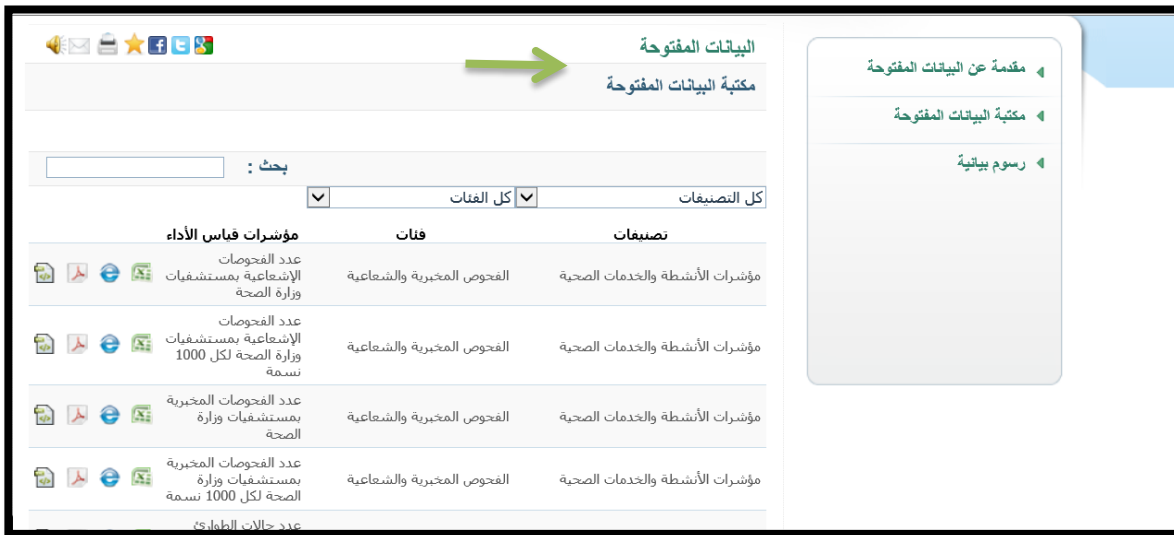 مقدمة عن البيانات المفتوحة
مكتبة البيانات المفتوحة
رسوم بيانية
البيانات المفتوحة
مكتبة البيانات المفتوحة
بحث :
كل التصنيفات
كل الفئات
تصنيفات فئات مؤشرات قياس الأداء
مؤشرات الأنشطة والخدمات الصحية
الفحوص المخبرية والشعاعية
عدد الفحوصات
الإشعاعية بمستشفيات
وزارة الصحة
مؤشرات الأنشطة والخدمات الصحية
الفحوص المخبرية والشعاعية
عدد الفحوصات
الإشعاعية بمستشفيات
وزارة الصحة لكل 1000
نسمة
مؤشرات الأنشطة والخدمات الصحية
الفحوص المخبرية والشعاعية
عدد الفحوصات المخبرية
بمستشفيات وزارة
الصحة
مؤشرات الأنشطة والخدمات الصحية
الفحوص المخبرية والشعاعية
عدد الفحوصات المخبرية
بمستشفيات وزارة
الصحة لكل 1000 نسمة
عدد حالات الطوارئ